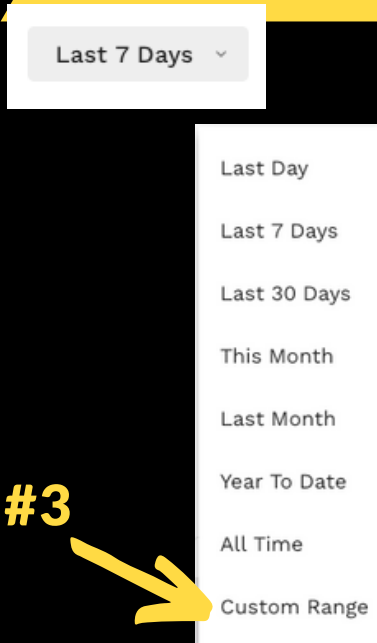 Last 7 Days
Last Day
Last 7 Days
Last 30 Days
This Month
Last Month
Year To Date
#3
All Time
Custom Range